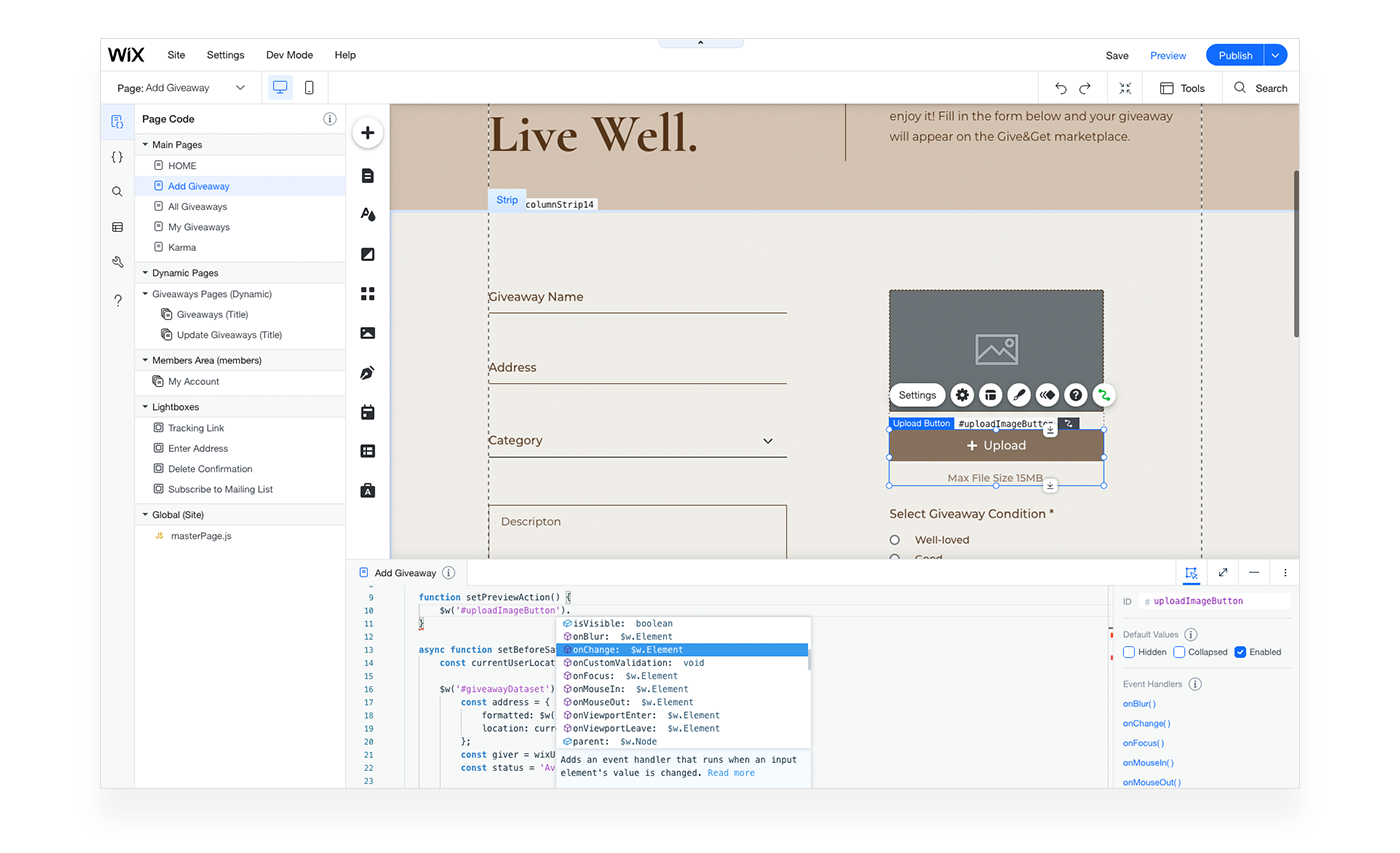 WiX Site Settings Dev Mode Help Save Preview Publish
Page: Add Giveaway Tools Search
Page Code
Main Pages
HOME
Add Giveaway
All Giveaways
My Giveaways
Karma
Dynamic Pages
Giveaways Pages (Dynamic)
Giveaways (Title)
Update Giveaways (Title)
Members Area (members)
My Account
Lightboxes
Tracking Link
Enter Address
Delete Confirmation
Subscribe to Mailing List
Global (Site)
JS masterPage.js
Live Well.
enjoy it! Fill in the form below and your giveaway
will appear on the Give&Get marketplace.
Strip columnStrip14
Giveaway Name
Address
Category
Descripton
Settings
Upload Button #uploadImageButton
+ Upload
Max File Size 15MB
Select Giveaway Condition *
Well-loved
Good
Add Giveaway
9 function setPreviewAction() {
10 $w('#uploadImageButton').
11 }
12
13 async function setBeforeSa
14 const currentUserLocat
15
16 $w('#giveawayDataset')
17 const address = {
18 formatted: $w(
19 location: curre
20 };
21 const giver = wixU
22 const status = 'Av
23
isVisible: boolean
onBlur: $w.Element
onChange: $w.Element
onCustomValidation: void
onFocus: $w.Element
onMouseIn: $w.Element
onMouseOut: $w.Element
onViewportEnter: $w.Element
onViewportLeave: $w.Element
parent: $w.Node
Adds an event handler that runs when an input
element's value is changed. Read more
ID # uploadImageButton
Default Values
Hidden Collapsed Enabled
Event Handlers
onBlur()
onChange()
onFocus()
onMouseIn()
onMouseOut()